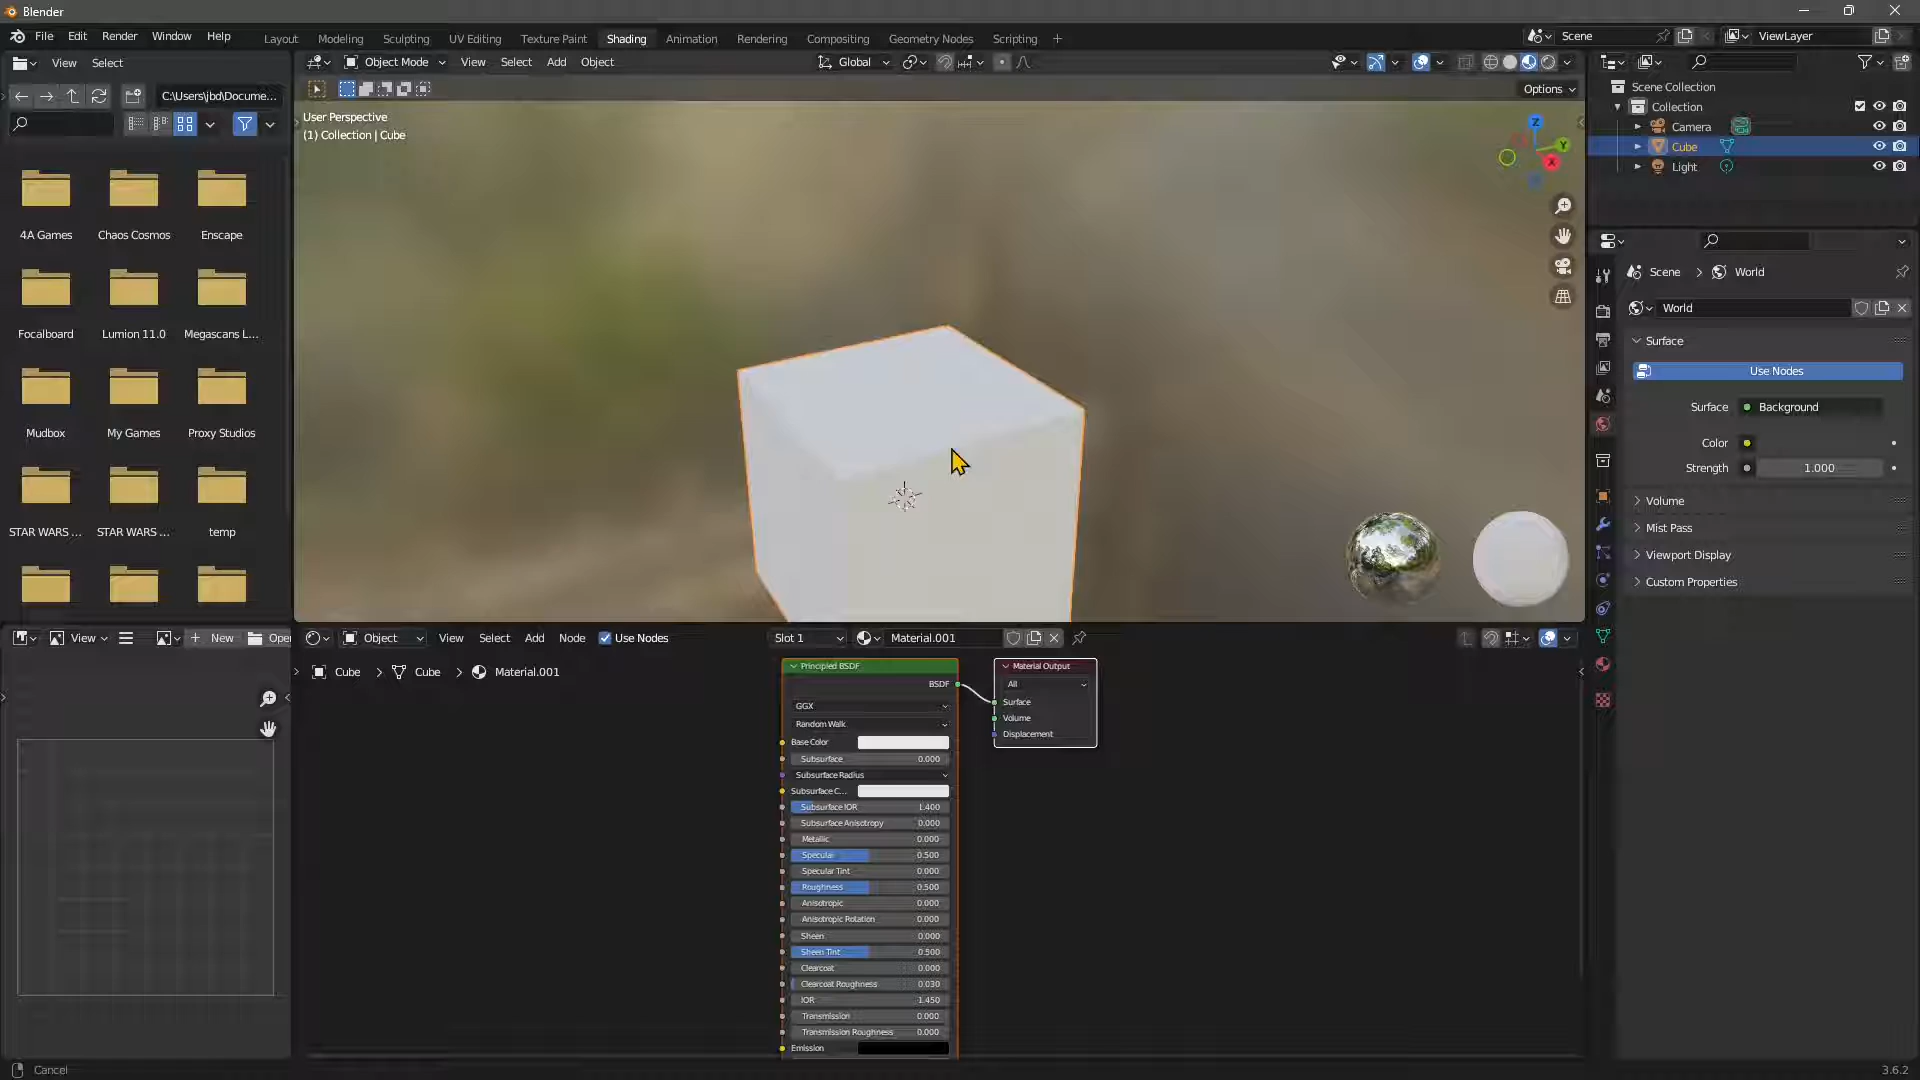 Blender
File Edit Render Window Help
Layout Modeling Sculpting UV Editing Texture Paint Shading Animation Rendering Compositing Geometry Nodes Scripting +
Scene
ViewLayer
View Select
Object Mode View Select Add Object
Global
C:\Users\jbd\Docume...
Options
User Perspective
(1) Collection | Cube
Z
Y
X
4A Games Chaos Cosmos Enscape
Focalboard Lumion 11.0 Megascans L...
Mudbox My Games Proxy Studios
STAR WARS ... STAR WARS ... temp
Scene Collection
Collection
Camera
Cube
Light
Scene > World
World
Surface
Use Nodes
Surface Background
Color
Strength 1.000
Volume
Mist Pass
Viewport Display
Custom Properties
View + New Open
Object View Select Add Node Use Nodes
Slot 1 Material.001
Cube > Cube > Material.001
Principled BSDF
BSDF
GGX
Random Walk
Base Color
Subsurface 0.000
Subsurface Radius
Subsurface C...
Subsurface IOR 1.400
Subsurface Anisotropy 0.000
Metallic 0.000
Specular 0.500
Specular Tint 0.000
Roughness 0.500
Anisotropic 0.000
Anisotropic Rotation 0.000
Sheen 0.000
Sheen Tint 0.500
Clearcoat 0.000
Clearcoat Roughness 0.030
IOR 1.450
Transmission 0.000
Transmission Roughness 0.000
Emission
Material Output
All
Surface
Volume
Displacement
Cancel
3.6.2